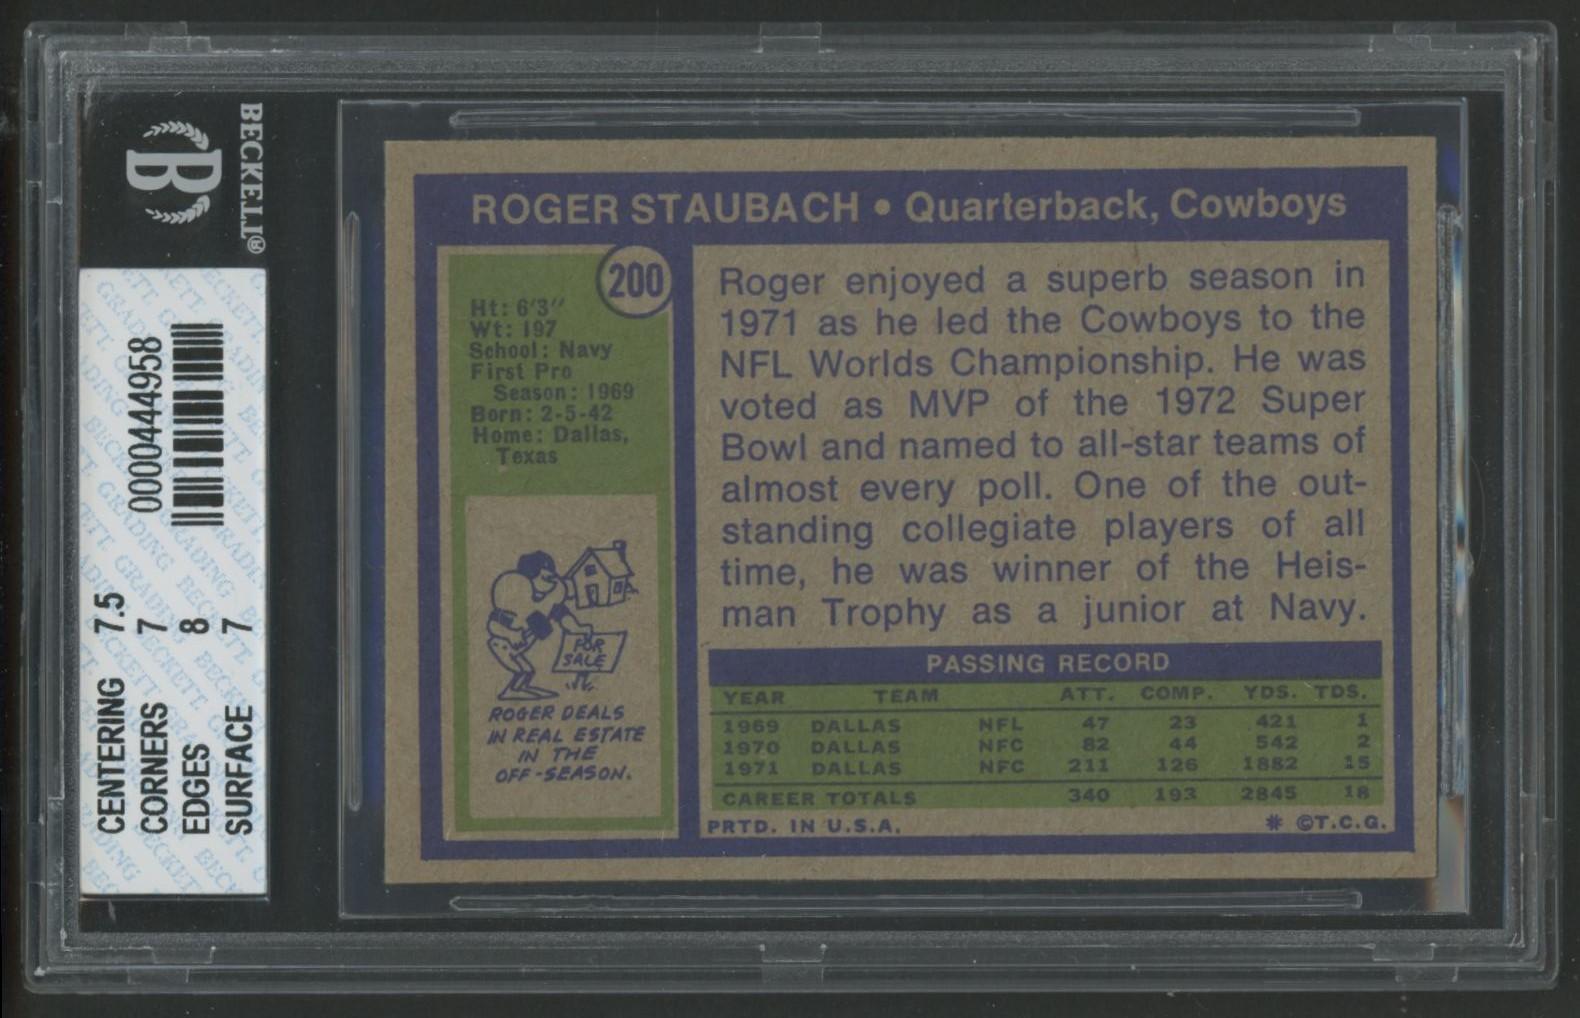 BECKELL®
B
0000444958
CENTERING 7.5
CORNERS 7
EDGES 8
SURFACE 7
ROGER STAUBACH • Quarterback, Cowboys
200
Ht: 6'3"
Wt: 197
School: Navy
First Pro
Season: 1969
Born: 2-5-42
Home: Dallas,
Texas
FOR
SALE
ROGER DEALS
IN REAL ESTATE
IN THE
OFF-SEASON.
Roger enjoyed a superb season in
1971 as he led the Cowboys to the
NFL Worlds Championship. He was
voted as MVP of the 1972 Super
Bowl and named to all-star teams of
almost every poll. One of the out-
standing collegiate players of all
time, he was winner of the Heis-
man Trophy as a junior at Navy.
PASSING RECORD
YEAR TEAM ATT. COMP. YDS. TDS.
1969 DALLAS NFL 47 23 421 1
1970 DALLAS NFC 82 44 542 2
1971 DALLAS NFC 211 126 1882 15
CAREER TOTALS 340 193 2845 18
PRTD. IN U.S.A. * ©T.C.G.